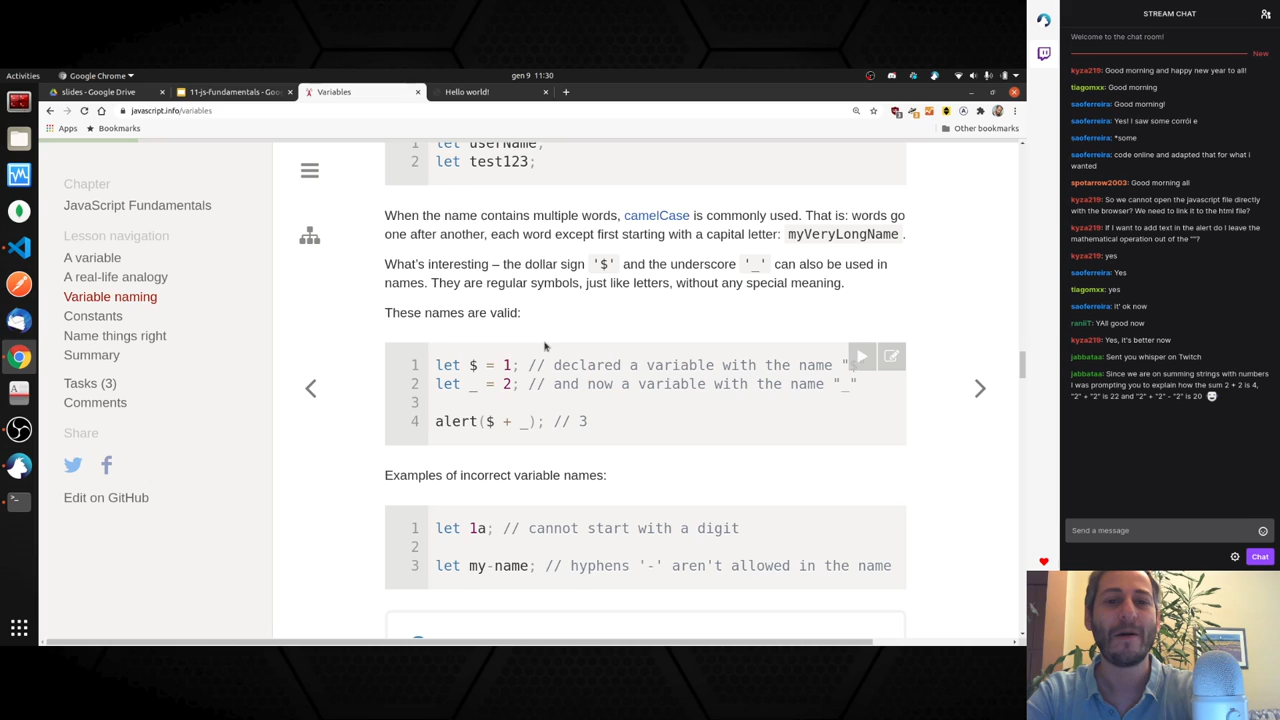 Activities
Google Chrome
gen 9 11:30
slides - Google Drive
11-js-fundamentals - Goo
Variables
Hello world!
javascript.info/variables
Apps
Bookmarks
Other bookmarks
Chapter
JavaScript Fundamentals
Lesson navigation
A variable
A real-life analogy
Variable naming
Constants
Name things right
Summary
Tasks (3)
Comments
Share
Edit on GitHub
1 let userName;
2 let test123;
When the name contains multiple words, camelCase is commonly used. That is: words go
one after another, each word except first starting with a capital letter: myVeryLongName .
What's interesting – the dollar sign '$' and the underscore '_' can also be used in
names. They are regular symbols, just like letters, without any special meaning.
These names are valid:
1 let $ = 1; // declared a variable with the name "$"
2 let _ = 2; // and now a variable with the name "_"
3
4 alert($ + _); // 3
Examples of incorrect variable names:
1 let 1a; // cannot start with a digit
2
3 let my-name; // hyphens '-' aren't allowed in the name
STREAM CHAT
Welcome to the chat room!
New
kyza219: Good morning and happy new year to all!
tiagomxx: Good morning
saoferreira: Good morning!
saoferreira: Yes! I saw some corrói e
saoferreira: *some
saoferreira: code online and adapted that for what I
wanted
spotarrow2003: Good morning all
kyza219: So we cannot open the javascript file directly
with the browser? We need to link it to the html file?
kyza219: If I want to add text in the alert do I leave the
mathematical operation out of the ""?
kyza219: yes
saoferreira: Yes
tiagomxx: yes
saoferreira: it' ok now
raniiT: YAll good now
kyza219: Yes, it's better now
jabbataa: Sent you whisper on Twitch
jabbataa: Since we are on summing strings with numbers
I was prompting you to explain how the sum 2 + 2 is 4,
"2" + "2" is 22 and "2" + "2" - "2" is 20
Send a message
Chat